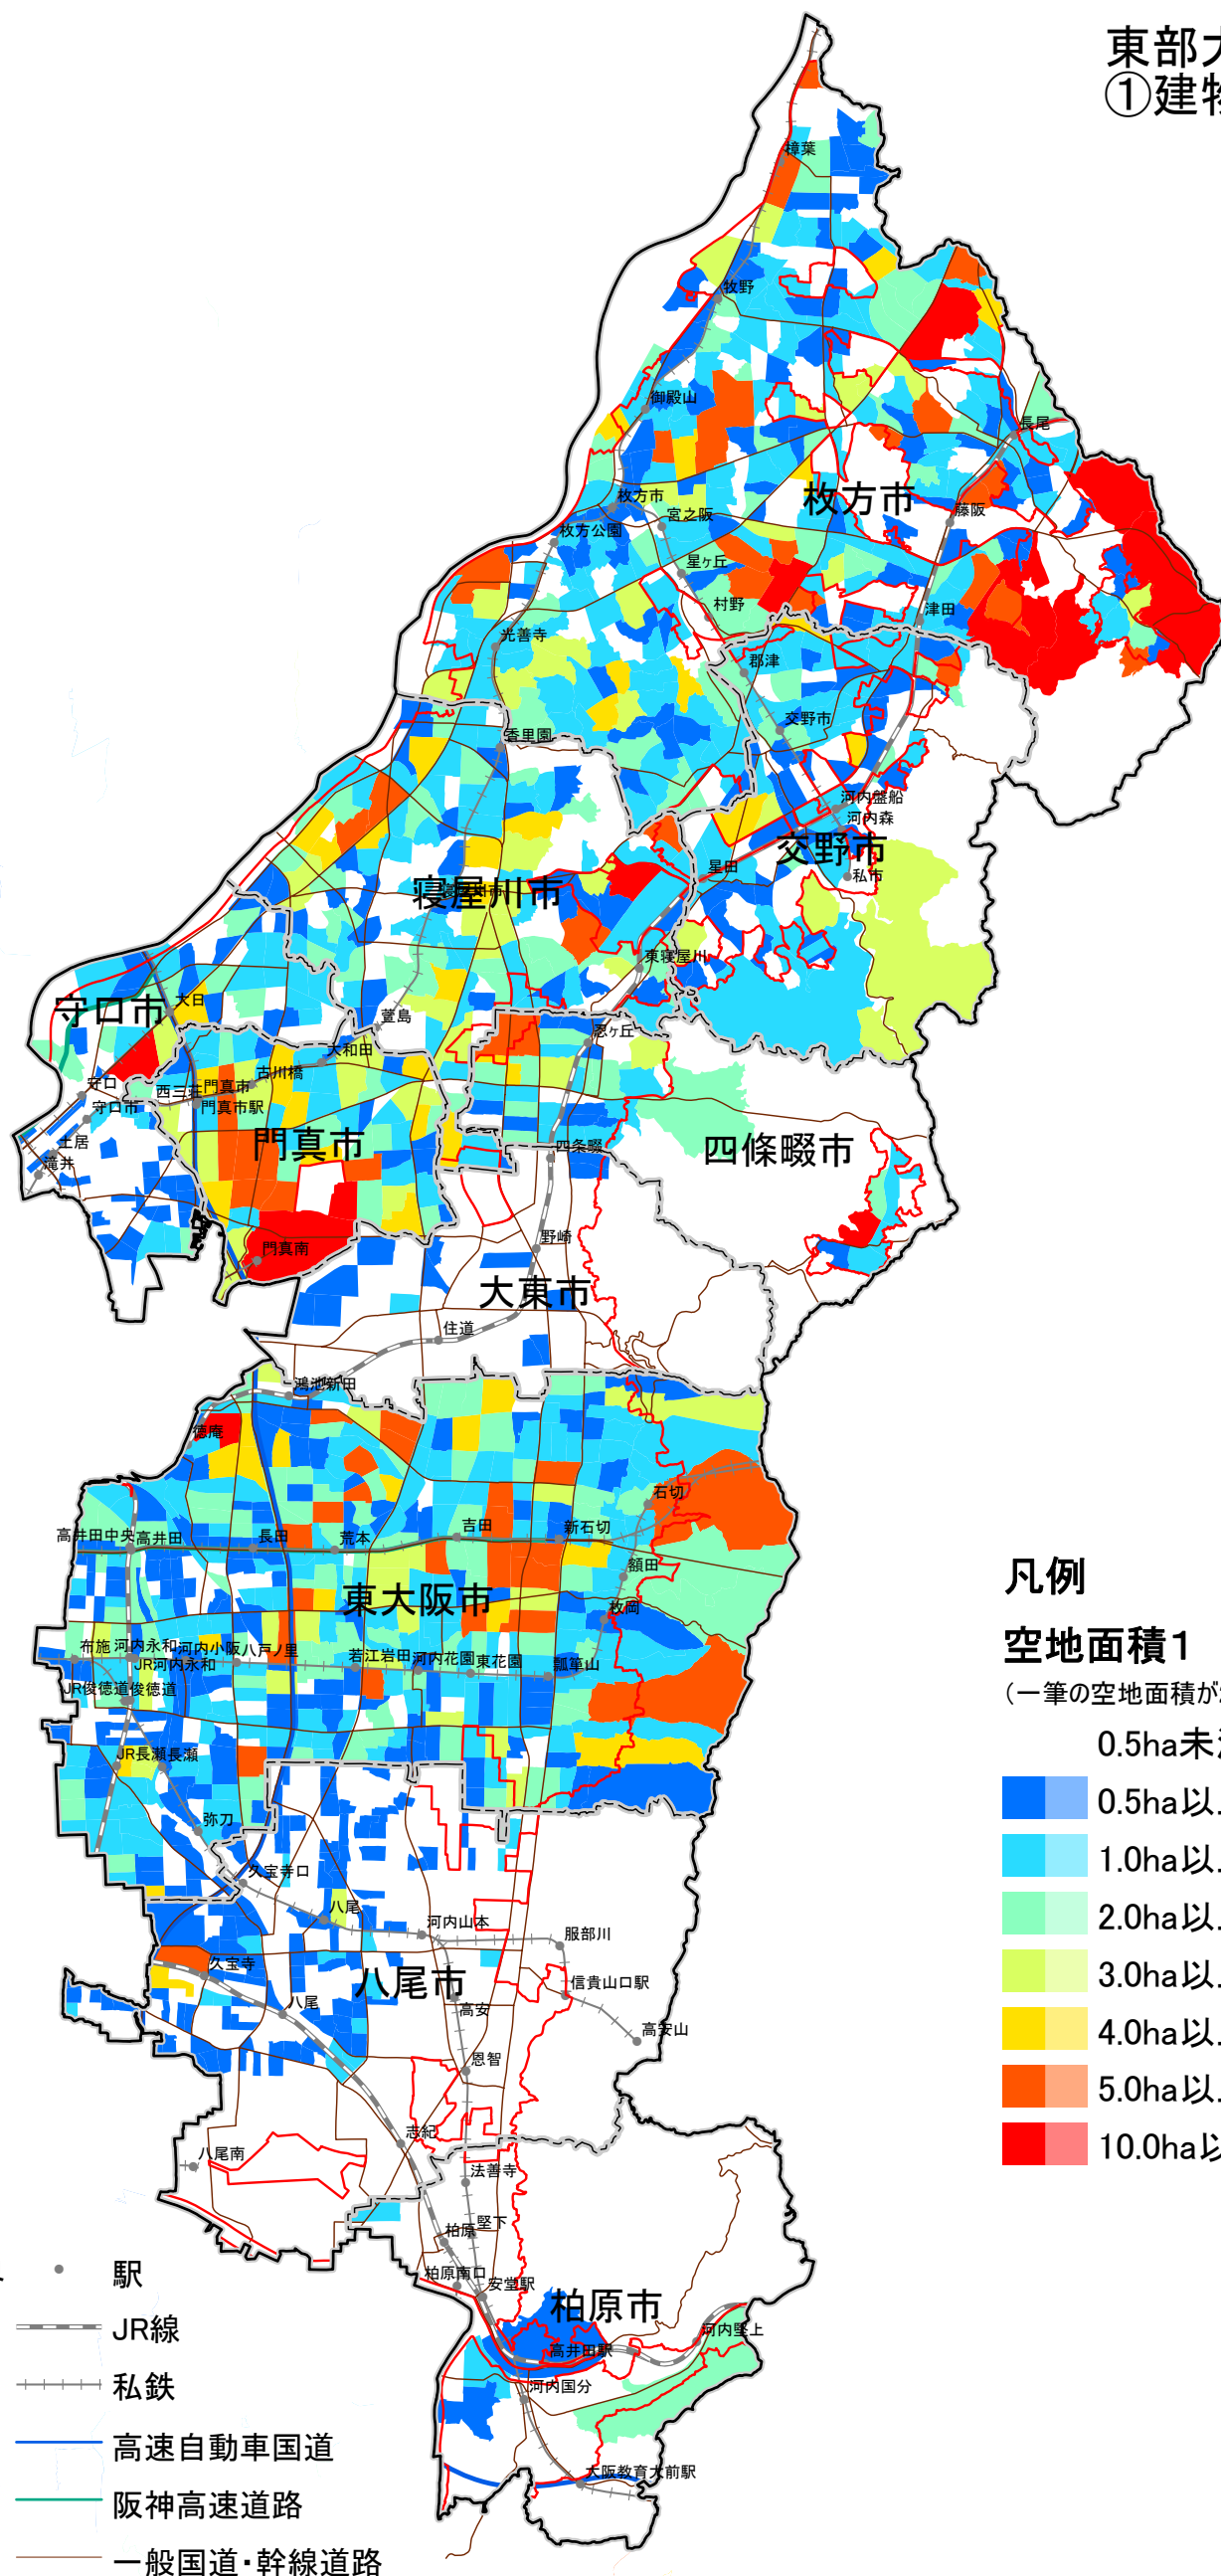 東部大
①建物
樟葉
牧野
御殿山
長尾
枚方市
枚方市
藤阪
宮之阪
枚方公園
星ヶ丘
村野
津田
光善寺
郡津
交野市
香里園
河内盤船
河内森
交野市
星田
私市
寝屋川市
寝屋川市
東寝屋川
守口市
大日
萱島
忍ヶ丘
大和田
古川橋
西三荘
門真市
門真市駅
守口
守口市
土居
滝井
門真市
四條畷市
四条畷
門真南
野崎
大東市
住道
鴻池新田
徳庵
石切
高井田中央
高井田
長田
荒本
吉田
新石切
額田
東大阪市
枚岡
布施
河内永和
JR河内永和
河内小阪
八戸ノ里
若江岩田
河内花園
東花園
瓢箪山
JR俊徳道
俊徳道
JR長瀬
長瀬
弥刀
久宝寺口
八尾
河内山本
服部川
久宝寺
八尾市
信貴山口駅
八尾
高安
高安山
恩智
志紀
八尾南
法善寺
堅下
柏原
柏原南口
安堂駅
柏原市
高井田駅
河内堅上
河内国分
大阪教育大前駅
凡例
空地面積1
(一筆の空地面積が
0.5ha未
0.5ha以
1.0ha以
2.0ha以
3.0ha以
4.0ha以
5.0ha以
10.0ha以
駅
JR線
私鉄
高速自動車国道
阪神高速道路
一般国道・幹線道路